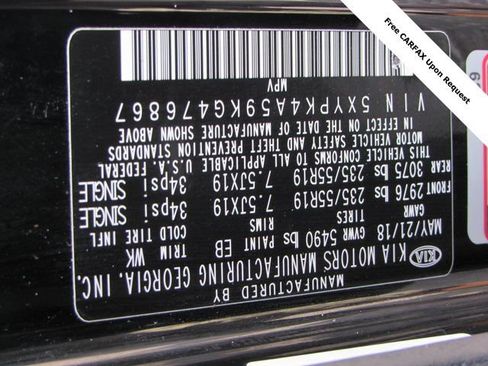 MANUFACTURED BY
KIA MOTORS MANUFACTURING GEORGIA, INC.
KIA
MAY/21/18 GVWR 5490 lbs PAINT EB TRIM WK
GAWR TIRES RIMS COLD TIRE INFL
FRONT 2976 lbs 235/55R19 7.5JX19 34psi SINGLE
REAR 3075 lbs 235/55R19 7.5JX19 34psi SINGLE
THIS VEHICLE CONFORMS TO ALL APPLICABLE U.S.A. FEDERAL
MOTOR VEHICLE SAFETY AND THEFT PREVENTION STANDARDS
IN EFFECT ON THE DATE OF MANUFACTURE SHOWN ABOVE
VIN 5XYPK4A59KG476867
MPV
Free CARFAX Upon Request